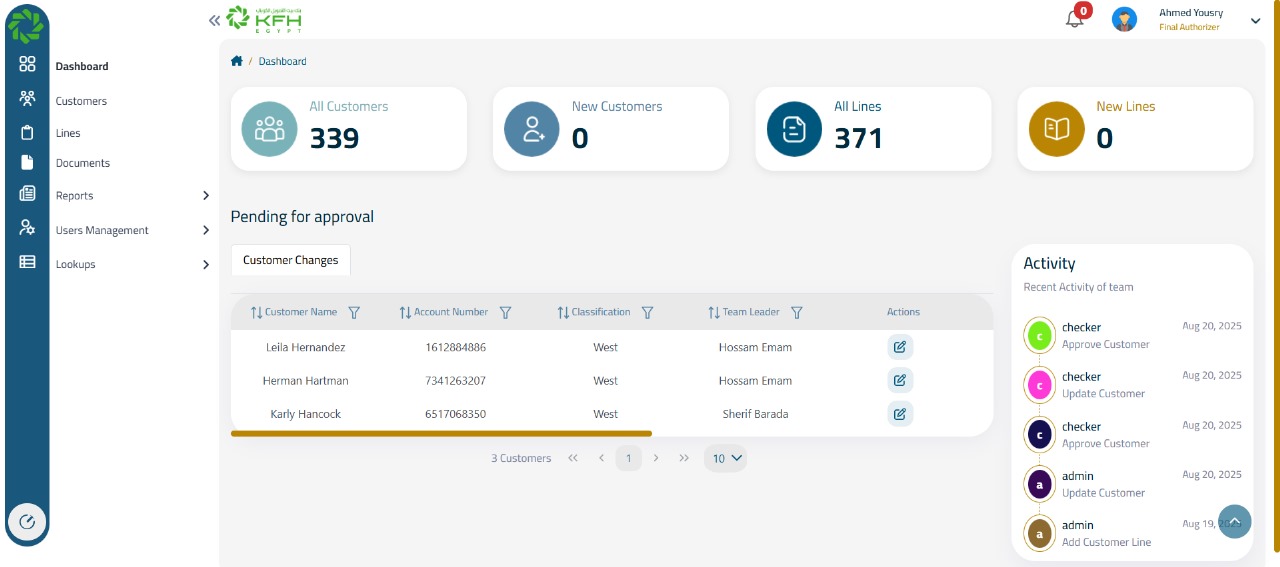 KFH
EGYPT
0
Ahmed Yousry
Final Authorizer
Dashboard
Customers
Lines
Documents
Reports
Users Management
Lookups
/ Dashboard
All Customers
339
New Customers
0
All Lines
371
New Lines
0
Pending for approval
Customer Changes
Customer Name Account Number Classification Team Leader Actions
Leila Hernandez 1612884886 West Hossam Emam
Herman Hartman 7341263207 West Hossam Emam
Karly Hancock 6517068350 West Sherif Barada
3 Customers << < 1 > >> 10
Activity
Recent Activity of team
c checker Aug 20, 2025
Approve Customer
c checker Aug 20, 2025
Update Customer
c checker Aug 20, 2025
Approve Customer
a admin Aug 20, 2025
Update Customer
a admin Aug 19, 2025
Add Customer Line